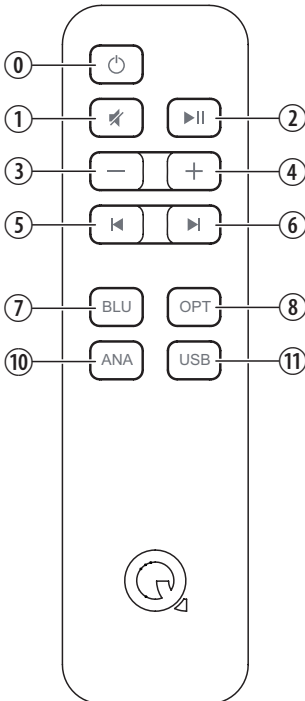 ⓪
① ②
③ — + ④
⑤ ⑥
⑦ BLU OPT ⑧
⑩ ANA USB ⑪